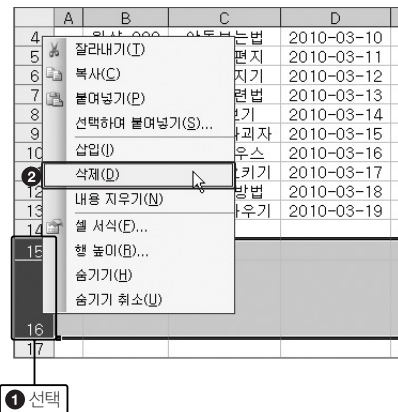 A B C D
4 2010-03-10
5 잘라내기(T) 편지 2010-03-11
6 복사(C) 지기 2010-03-12
7 붙여넣기(P) 련법 2010-03-13
8 선택하여 붙여넣기(S)... 기 2010-03-14
9 괴자 2010-03-15
10 삽입(I) 우스 2010-03-16
❷ 삭제(D) 키기 2010-03-17
12 내용 지우기(N) 방법 2010-03-18
13 우기 2010-03-19
14 셀 서식(F)...
15 행 높이(R)...
숨기기(H)
숨기기 취소(U)
16
17
❶ 선택